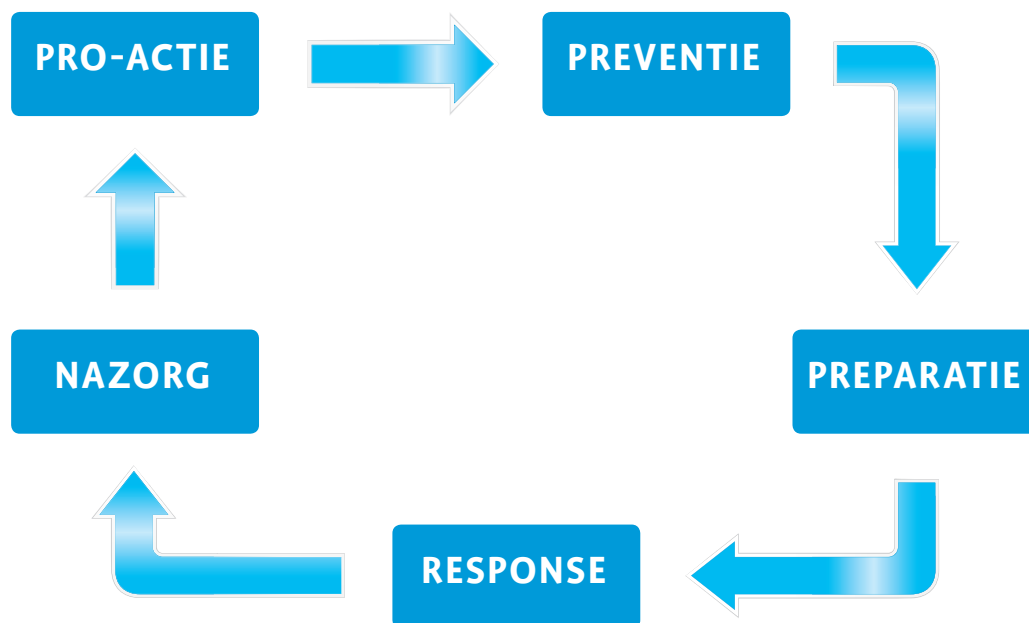 PRO-ACTIE
PREVENTIE
PREPARATIE
RESPONSE
NAZORG